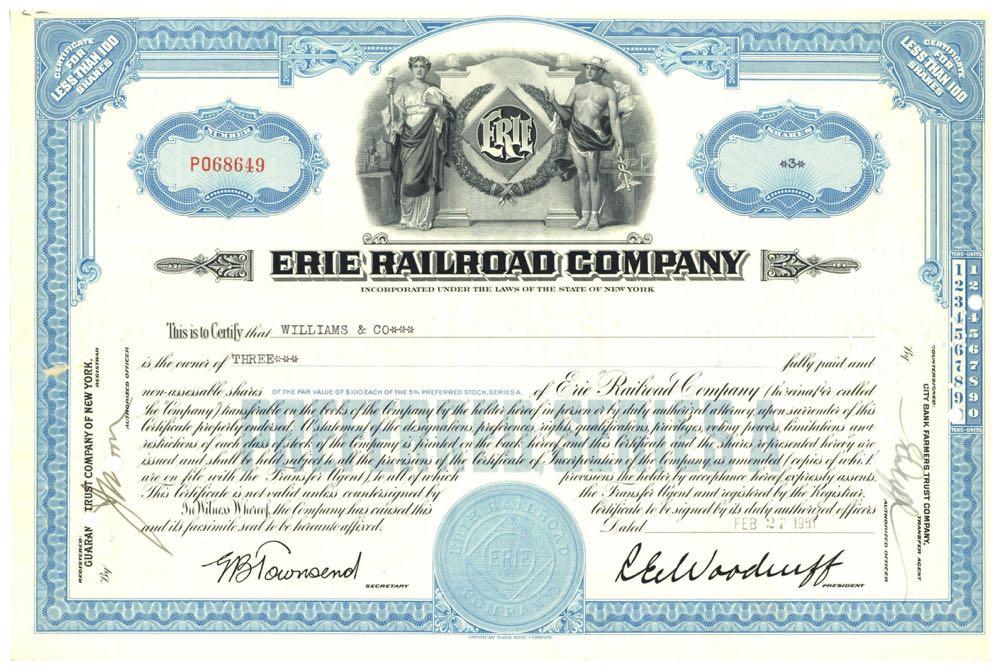 CERTIFICATE FOR LESS THAN 100 SHARES
CERTIFICATE FOR LESS THAN 100 SHARES
NUMBER
PO68649
ERIE
SHARES
*3*
ERIE RAILROAD COMPANY
INCORPORATED UNDER THE LAWS OF THE STATE OF NEW YORK
This is to Certify that WILLIAMS & CO***
is the owner of THREE*** fully paid and
non-assessable shares OF THE PAR VALUE OF $100 EACH OF THE 5% PREFERRED STOCK, SERIES A, of Erie Railroad Company (hereinafter called
the Company) transferable on the books of the Company by the holder hereof in person or by duly authorized attorney, upon surrender of this
Certificate properly endorsed. A statement of the designations, preferences, rights, qualifications, privileges, voting power, limitations and
restrictions of each class of stock of the Company is printed on the back hereof and this Certificate and the shares represented hereby are
issued and shall be held subject to all the provisions of the Certificate of Incorporation of the Company, as amended (copies of which
are on file with the Transfer Agent), to all of which provisions the holder, by acceptance hereof, expressly assents.
This Certificate is not valid unless countersigned by the Transfer Agent and registered by the Registrar.
In Witness Whereof, the Company has caused this Certificate to be signed by its duly authorized officers
and its facsimile seal to be hereunto affixed. Dated FEB 27 1951
PREFERRED, SERIES A
ERIE RAILROAD
ERIE
COMPANY
SECRETARY
R E Woodruff
PRESIDENT
G B Townsend
AMERICAN BANK NOTE COMPANY.
REGISTERED:
GUARAN TRUST COMPANY OF NEW YORK,
REGISTRAR
By
AUTHORIZED OFFICER
COUNTERSIGNED:
CITY BANK FARMERS TRUST COMPANY,
TRANSFER AGENT
By
AUTHORIZED OFFICER
TENS-UNITS
1 1
2 2
3
4 4
5 5
6 6
7 7
8 8
9 9
0
TENS-UNITS